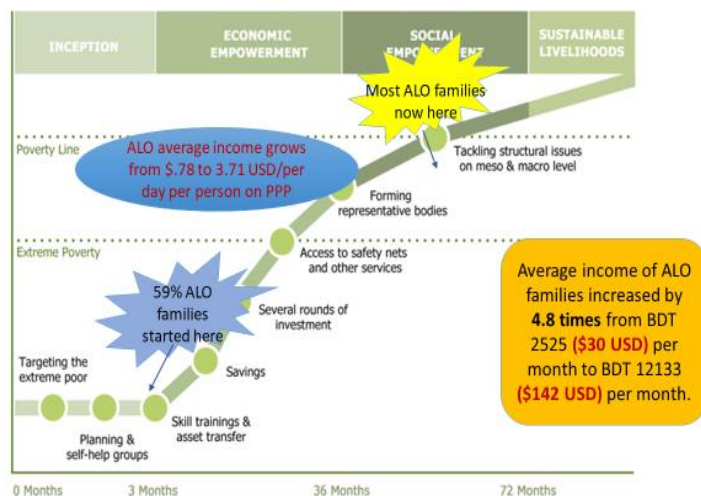 INCEPTION
ECONOMIC
EMPOWERMENT
SOCIAL
EMPOWERMENT
SUSTAINABLE
LIVELIHOODS
Most ALO families
now here
Poverty Line
ALO average income grows
from $.78 to 3.71 USD/per
day per person on PPP
Tackling structural issues
on meso & macro level
Forming
representative bodies
Extreme Poverty
Access to safety nets
and other services
59% ALO
families
started here
Several rounds of
investment
Average income of ALO
families increased by
4.8 times from BDT
2525 ($30 USD) per
month to BDT 12133
($142 USD) per month.
Targeting the
extreme poor
Savings
Skill trainings &
asset transfer
Planning &
self-help groups
0 Months
3 Months
36 Months
72 Months